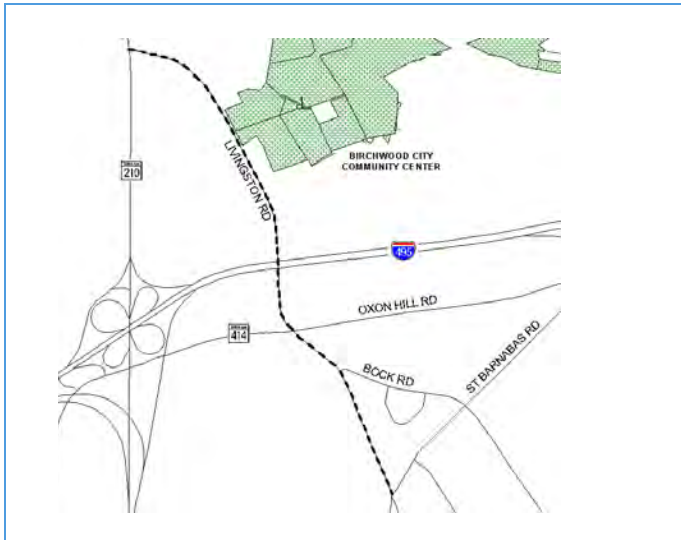 BIRCHWOOD CITY
COMMUNITY CENTER
LIVINGSTON RD
210
495
OXON HILL RD
414
BOCK RD
ST BARNABAS RD